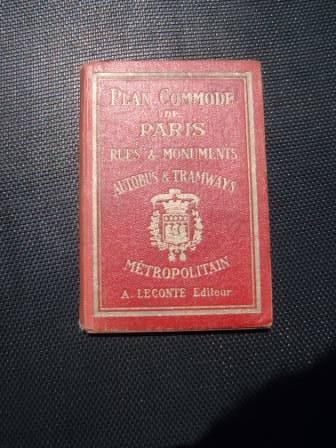 PLAN COMMODE
DE
PARIS
RUES & MONUMENTS
AUTOBUS & TRAMWAYS
MÉTROPOLITAIN
A. LECONTE Editeur